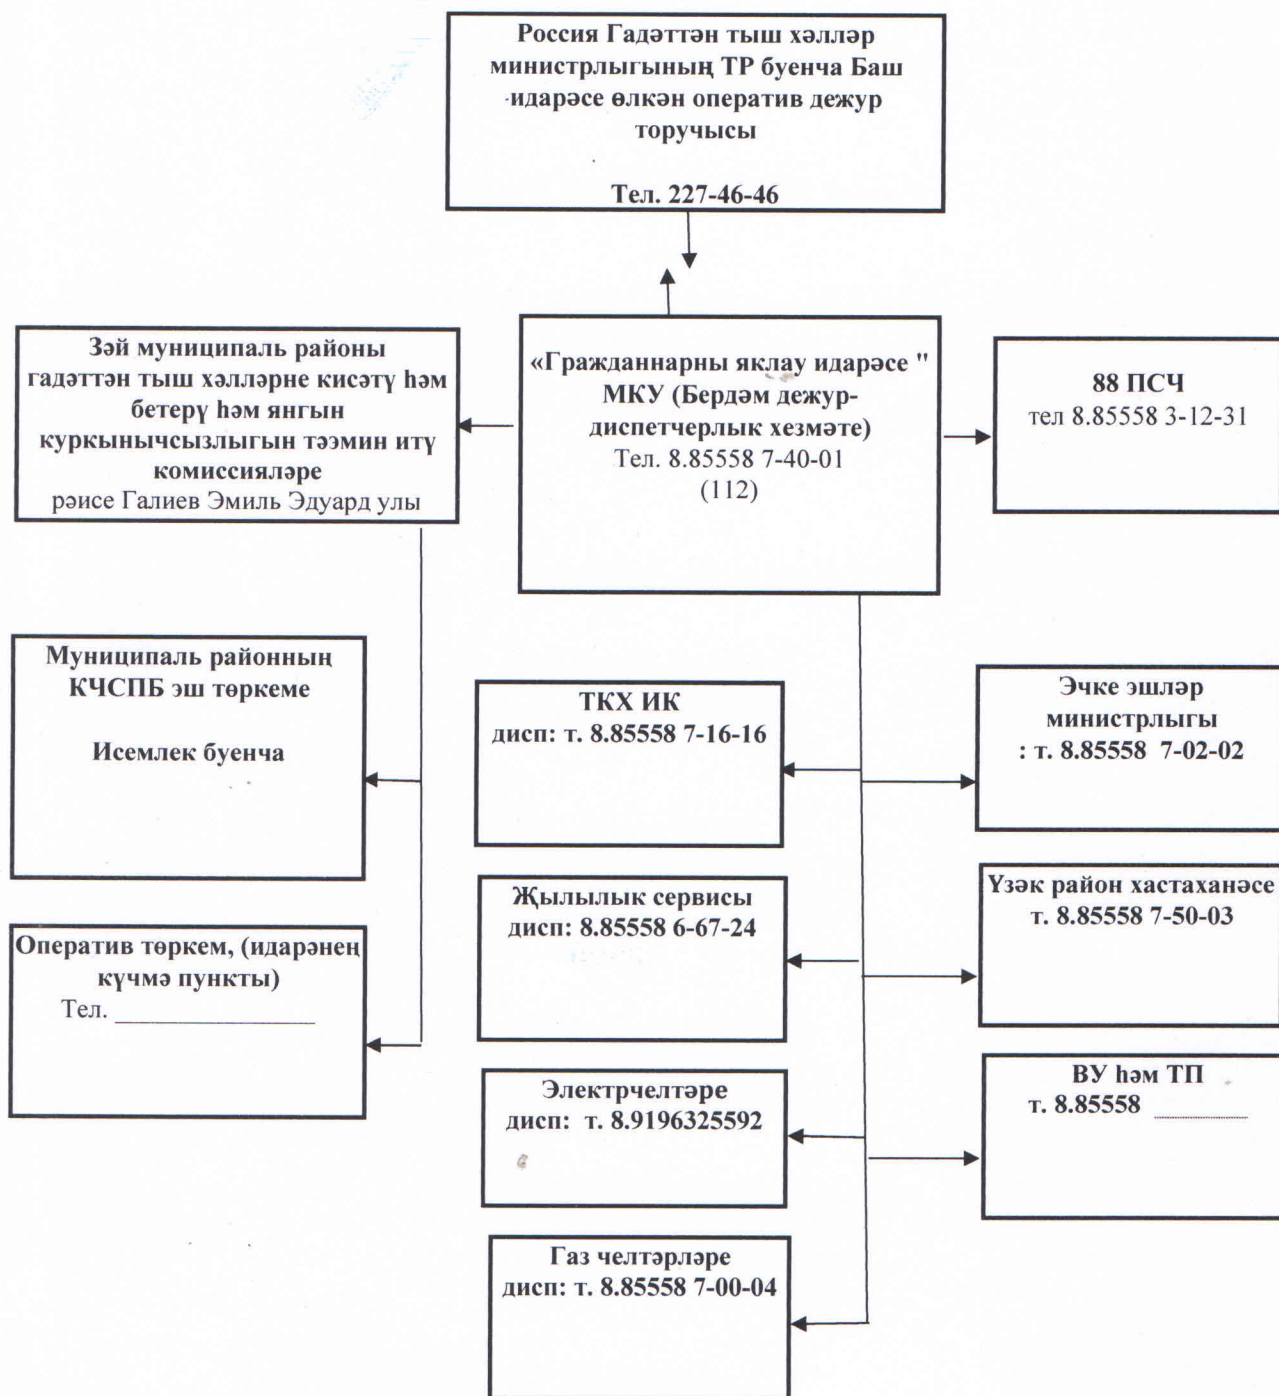 Россия Гадәттән тыш хәлләр
министрлыгының ТР буенча Баш
идарәсе өлкән оператив дежур
торучысы
Тел. 227-46-46
Зәй муниципаль районы
гадәттән тыш хәлләрне кисәтү һәм
бетерү һәм янгын
куркынычсызлыгын тәэмин итү
комиссияләре
рәисе Галиев Эмиль Эдуард улы
«Гражданнарны яклау идарәсе "
МКУ (Бердәм дежур-
диспетчерлык хезмәте)
Тел. 8.85558 7-40-01
(112)
88 ПСЧ
тел 8.85558 3-12-31
Муниципаль районның
КЧСПБ эш төркеме
Исемлек буенча
Оператив төркем, (идарәнең
күчмә пункты)
Тел. _______________
ТКХ ИК
дисп: т. 8.85558 7-16-16
Җылылык сервисы
дисп: 8.85558 6-67-24
Электрчелтәре
дисп: т. 8.9196325592
Газ челтәрләре
дисп: т. 8.85558 7-00-04
Эчке эшләр
министрлыгы
: т. 8.85558 7-02-02
Үзәк район хастаханәсе
т. 8.85558 7-50-03
ВУ һәм ТП
т. 8.85558 _______